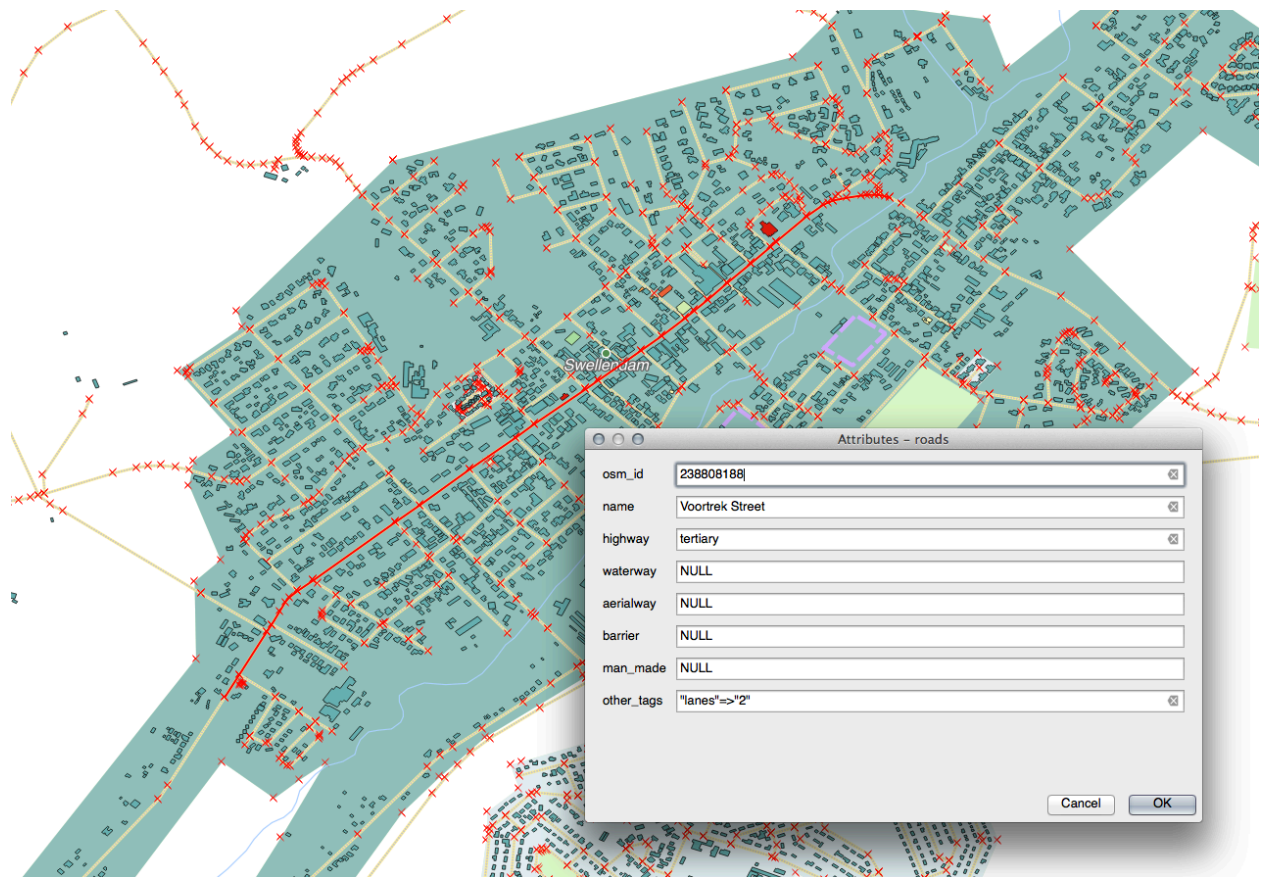 Swellendam
Attributes – roads
osm_id 238808188
name Voortrek Street
highway tertiary
waterway NULL
aerialway NULL
barrier NULL
man_made NULL
other_tags "lanes"=>"2"
Cancel OK